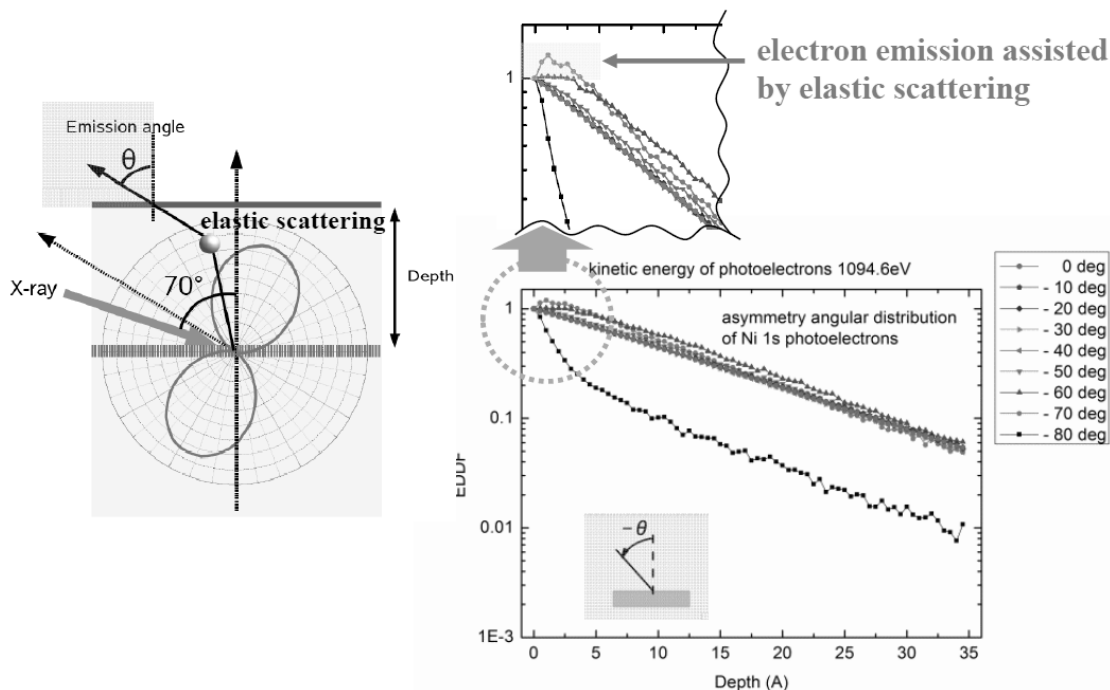 electron emission assisted
by elastic scattering
1
Emission angle
θ
elastic scattering
70°
X-ray
Depth
kinetic energy of photoelectrons 1094.6eV
asymmetry angular distribution
of Ni 1s photoelectrons
1
0.1
0.01
1E-3
EDDF
-θ
0 5 10 15 20 25 30 35
Depth (A)
0 deg
- 10 deg
- 20 deg
- 30 deg
- 40 deg
- 50 deg
- 60 deg
- 70 deg
- 80 deg